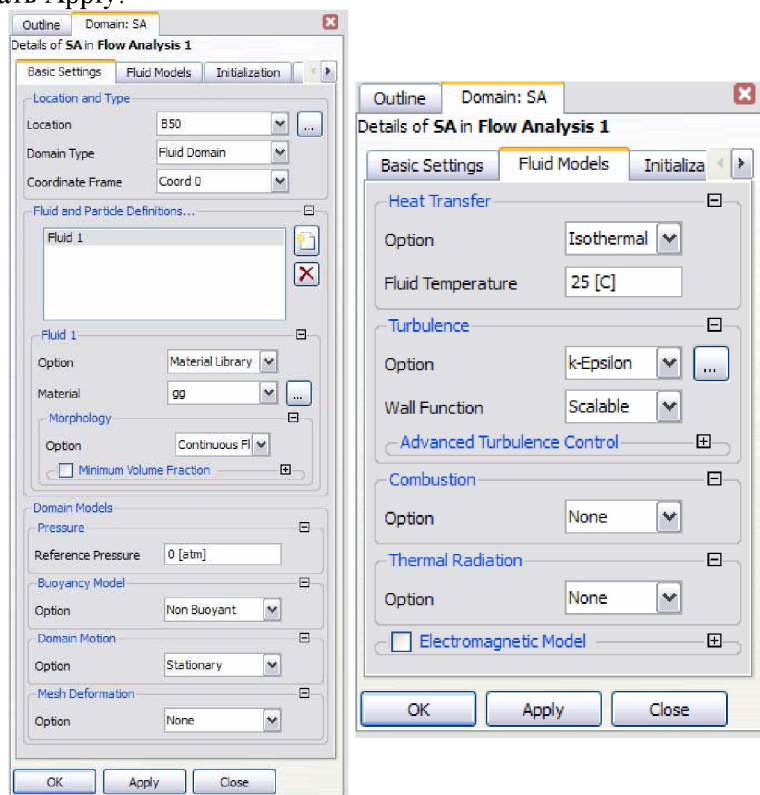 ать Apply.
Outline Domain: SA
Details of SA in Flow Analysis 1
Basic Settings Fluid Models Initialization
Location and Type
Location B50 ...
Domain Type Fluid Domain
Coordinate Frame Coord 0
Fluid and Particle Definitions...
Fluid 1
Fluid 1
Option Material Library
Material gg ...
Morphology
Option Continuous Fl
Minimum Volume Fraction
Domain Models
Pressure
Reference Pressure 0 [atm]
Buoyancy Model
Option Non Buoyant
Domain Motion
Option Stationary
Mesh Deformation
Option None
OK Apply Close
Outline Domain: SA
Details of SA in Flow Analysis 1
Basic Settings Fluid Models Initializa
Heat Transfer
Option Isothermal
Fluid Temperature 25 [C]
Turbulence
Option k-Epsilon ...
Wall Function Scalable
Advanced Turbulence Control
Combustion
Option None
Thermal Radiation
Option None
Electromagnetic Model
OK Apply Close